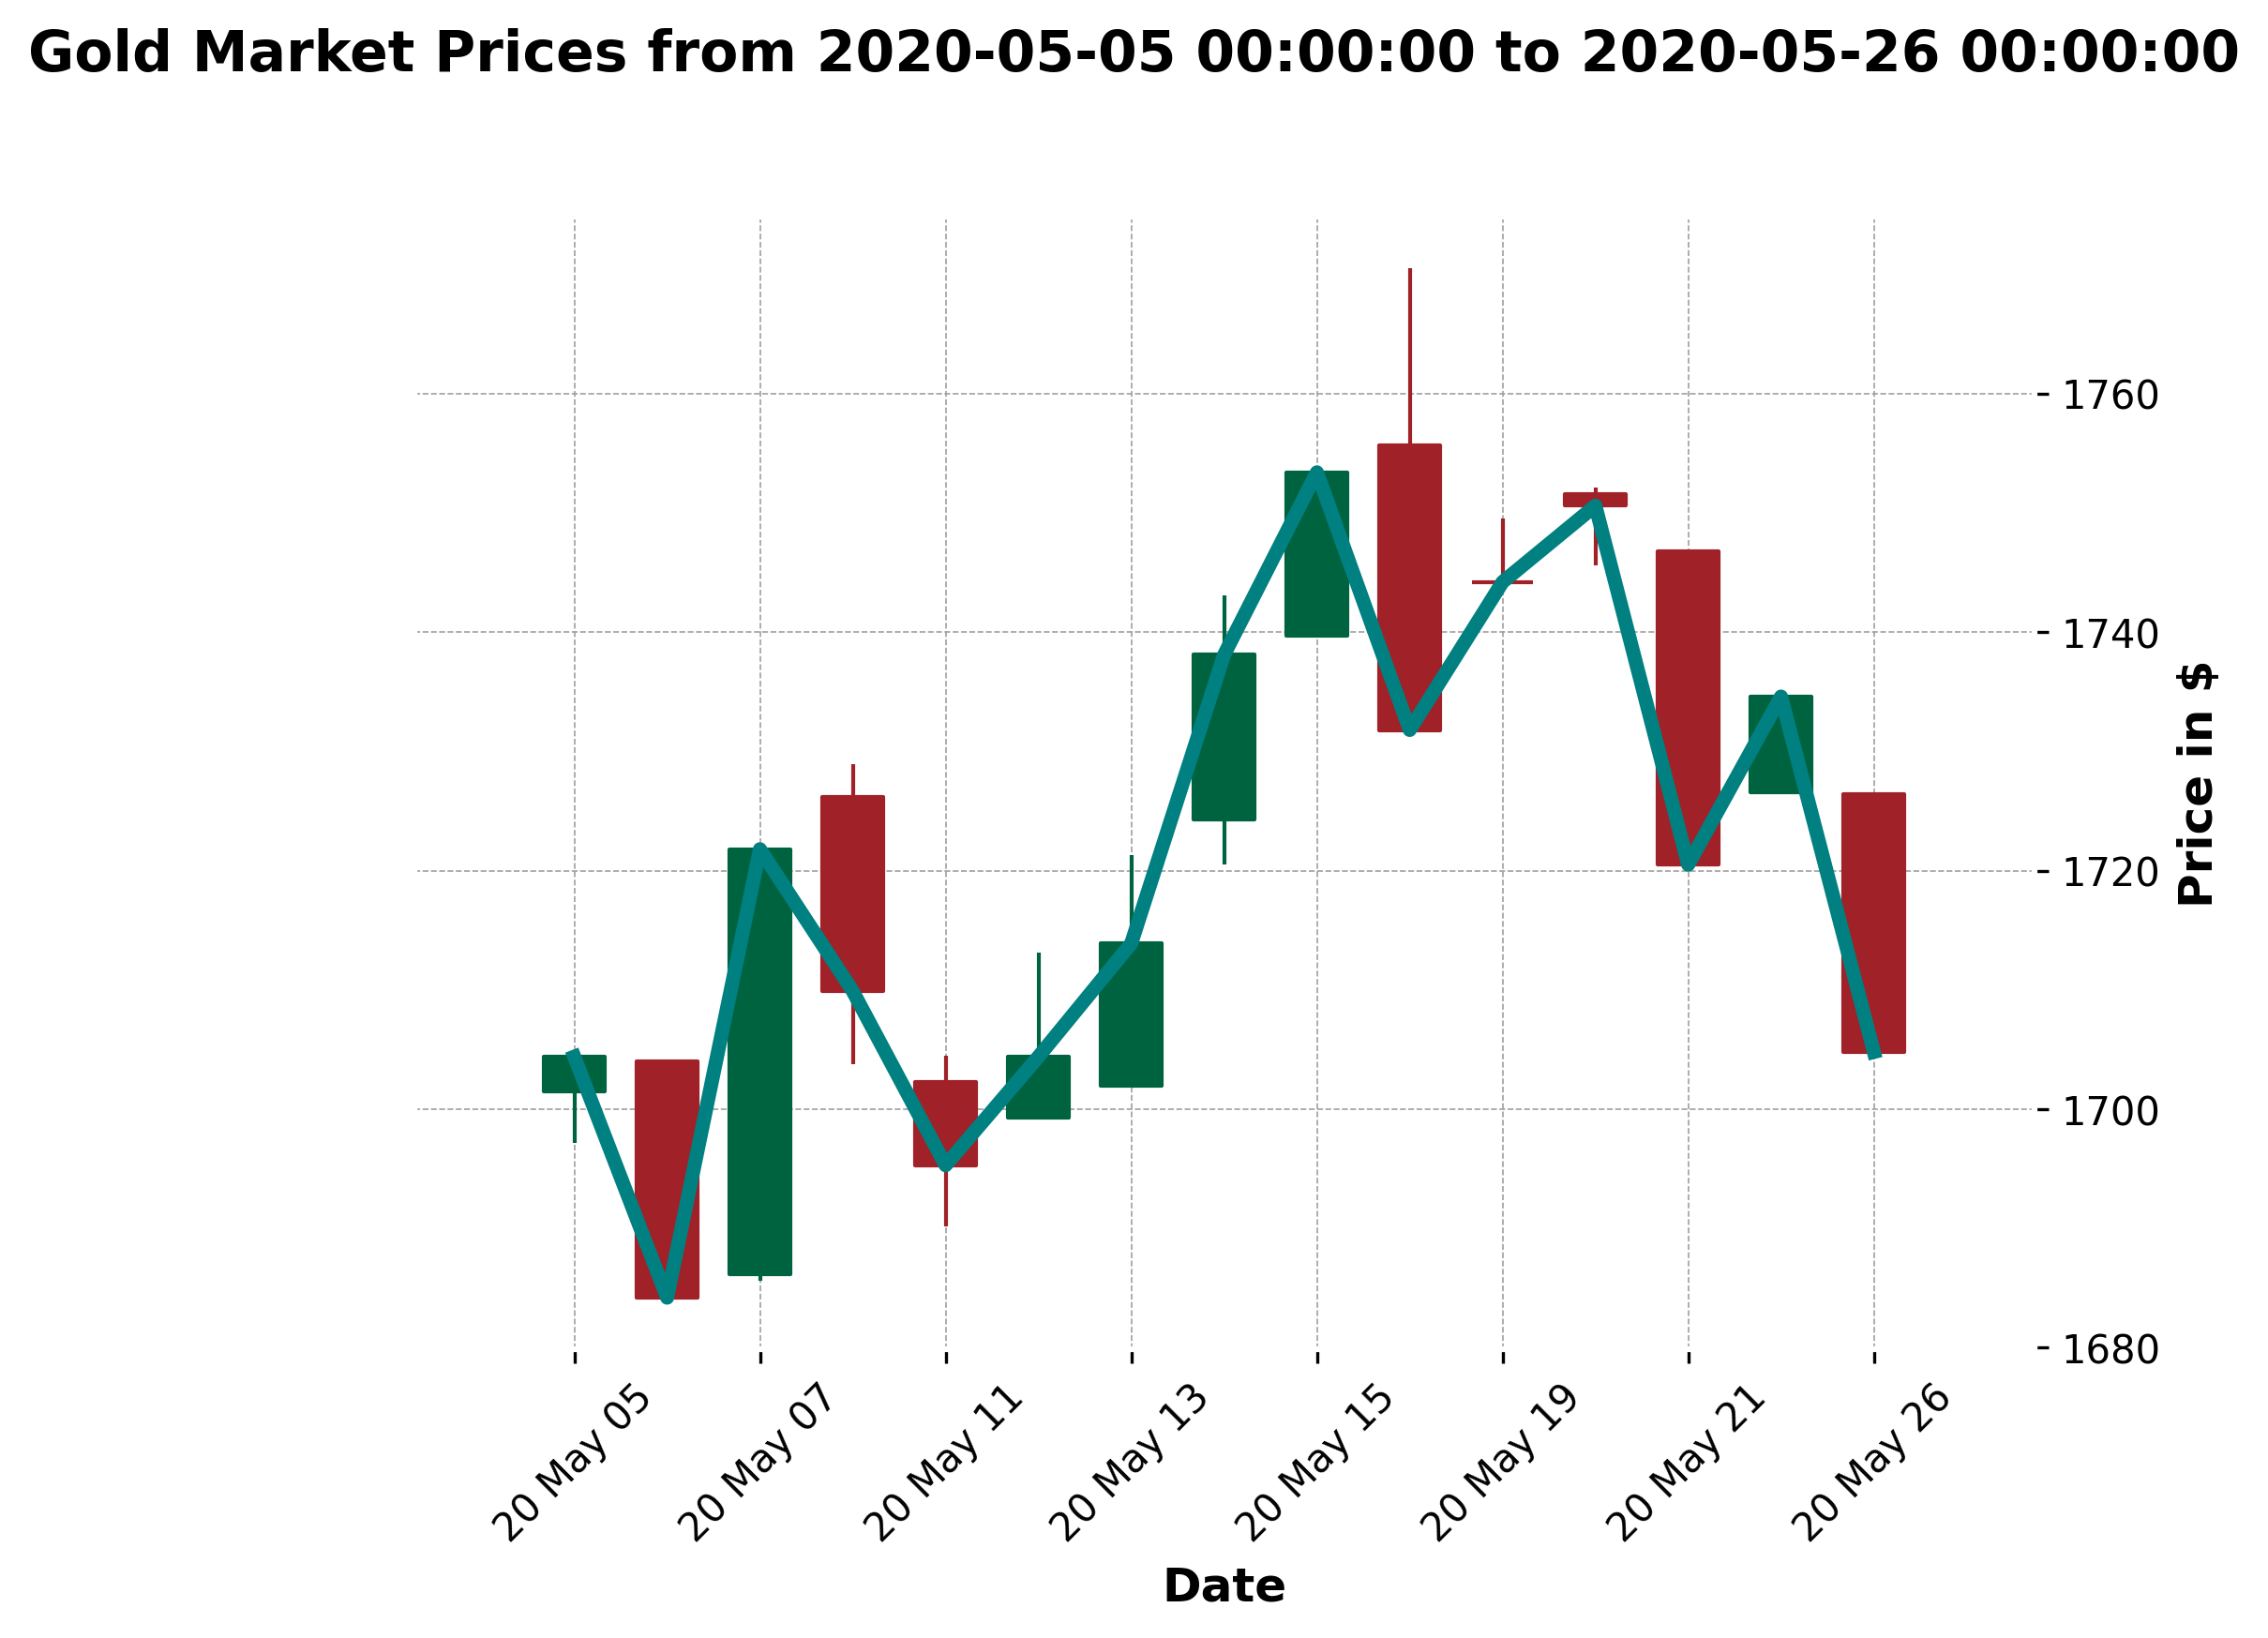 Gold Market Prices from 2020-05-05 00:00:00 to 2020-05-26 00:00:00
1760
1740
1720
1700
1680
Price in $
20 May 05
20 May 07
20 May 11
20 May 13
20 May 15
20 May 19
20 May 21
20 May 26
Date